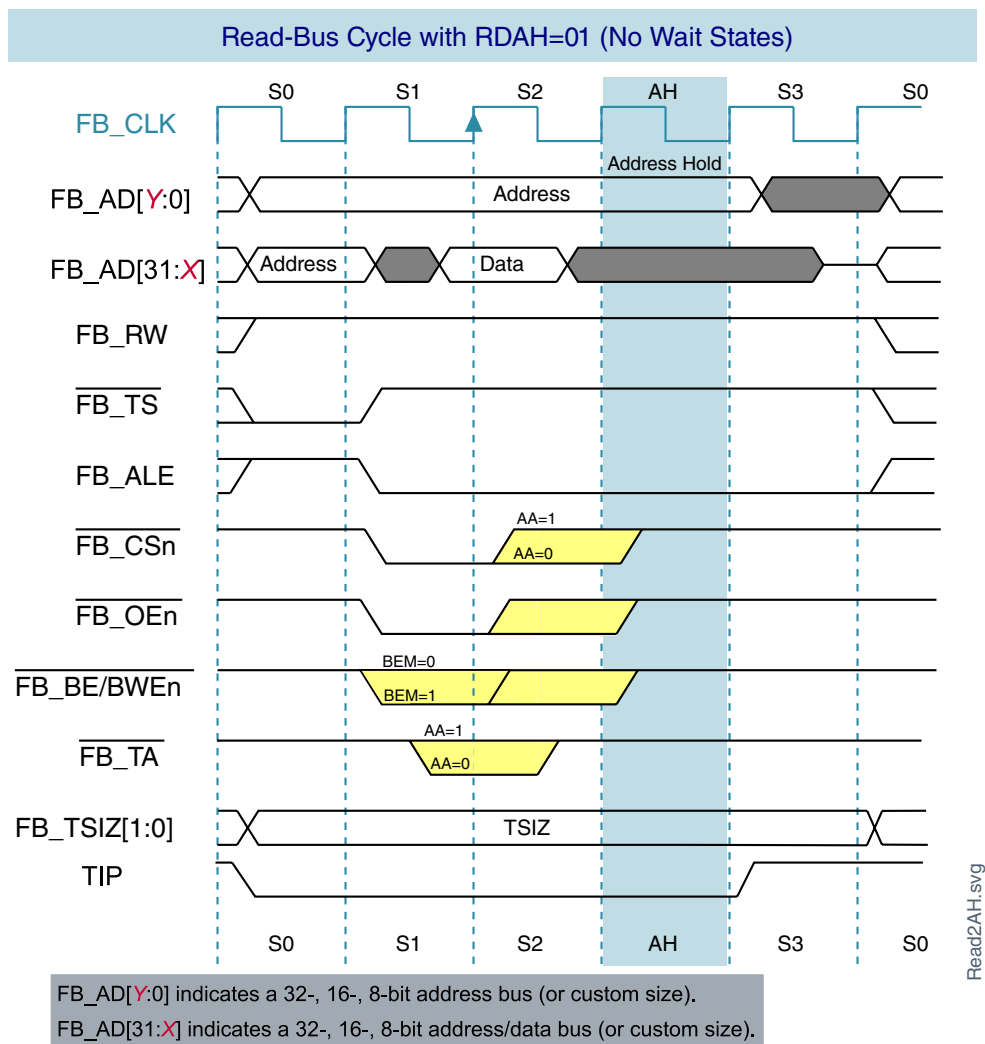 Read-Bus Cycle with RDAH=01 (No Wait States)
S0 S1 S2 AH S3 S0
FB_CLK
Address Hold
FB_AD[Y:0] Address
FB_AD[31:X] Address Data
FB_RW
FB_TS
FB_ALE
AA=1
FB_CSn AA=0
FB_OEn
BEM=0
FB_BE/BWEn BEM=1
AA=1
FB_TA AA=0
FB_TSIZ[1:0] TSIZ
TIP
S0 S1 S2 AH S3 S0
Read2AH.svg
FB_AD[Y:0] indicates a 32-, 16-, 8-bit address bus (or custom size).
FB_AD[31:X] indicates a 32-, 16-, 8-bit address/data bus (or custom size).